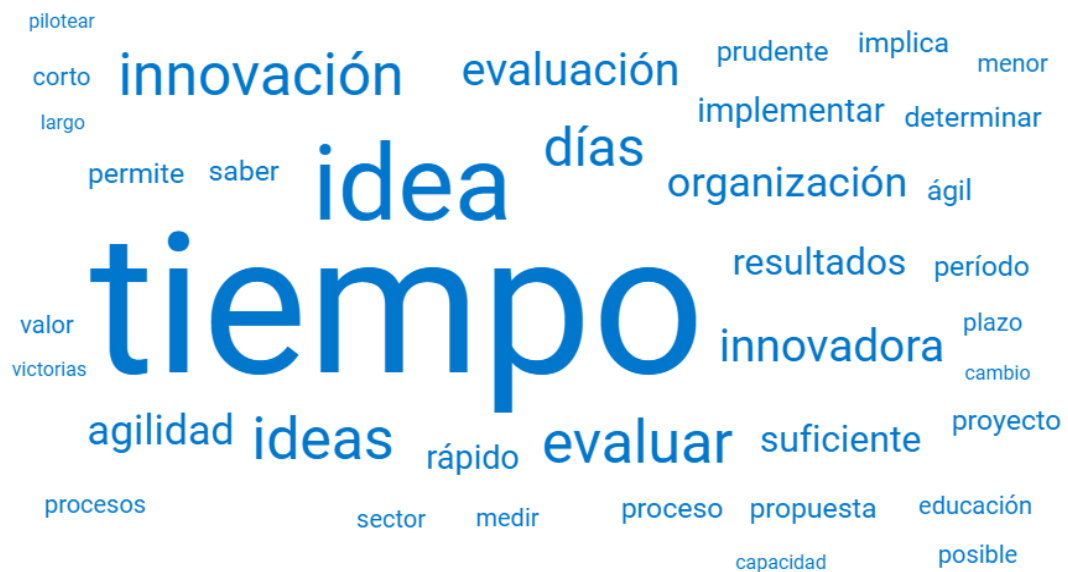 pilotear
innovación evaluación prudente implica
corto menor
largo implementar determinar
permite saber idea días organización ágil
tiempo resultados período
valor innovadora plazo
victorias cambio
agilidad ideas rápido evaluar suficiente proyecto
procesos sector medir proceso propuesta educación
capacidad posible